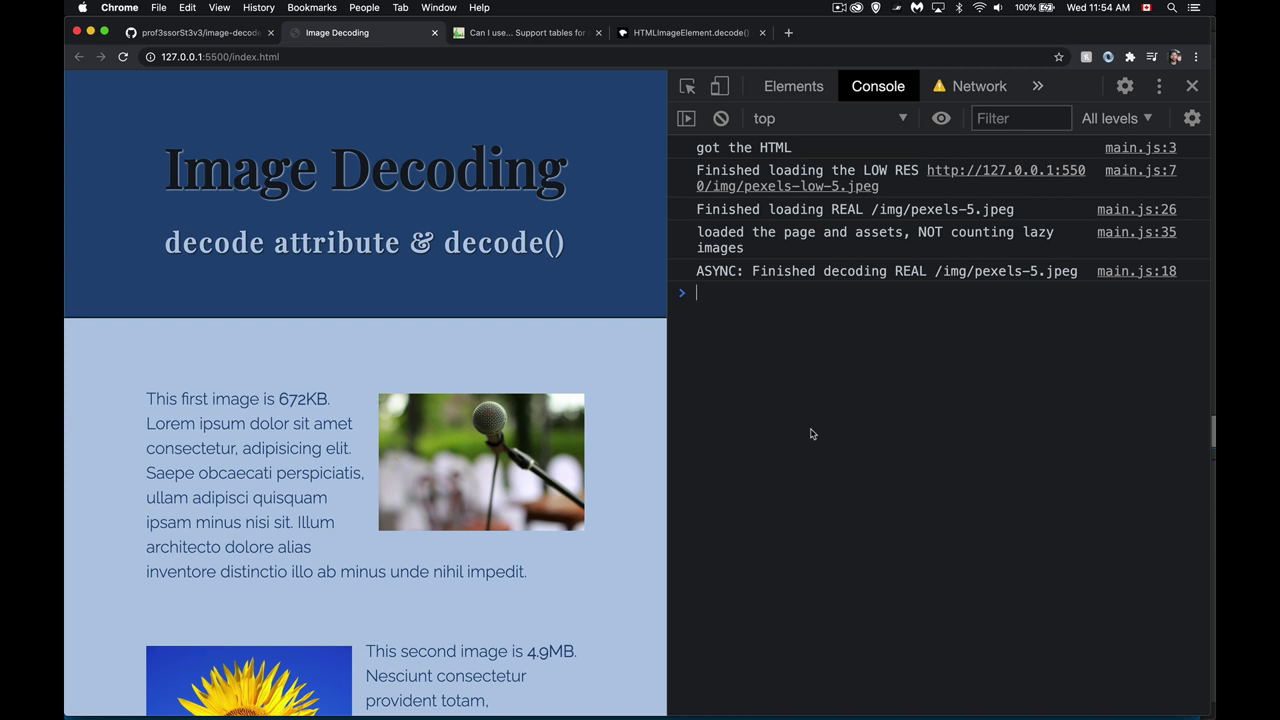 Chrome File Edit View History Bookmarks People Tab Window Help 100% Wed 11:54 AM
prof3ssorSt3v3/image-decode Image Decoding Can I use... Support tables for HTMLImageElement.decode()
127.0.0.1:5500/index.html
Elements Console Network
top Filter All levels
got the HTML main.js:3
Finished loading the LOW RES http://127.0.0.1:550 main.js:7
0/img/pexels-low-5.jpeg
Finished loading REAL /img/pexels-5.jpeg main.js:26
loaded the page and assets, NOT counting lazy main.js:35
images
ASYNC: Finished decoding REAL /img/pexels-5.jpeg main.js:18
Image Decoding
decode attribute & decode()
This first image is 672KB.
Lorem ipsum dolor sit amet
consectetur, adipisicing elit.
Saepe obcaecati perspiciatis,
ullam adipisci quisquam
ipsam minus nisi sit. Illum
architecto dolore alias
inventore distinctio illo ab minus unde nihil impedit.
This second image is 4.9MB.
Nesciunt consectetur
provident totam,